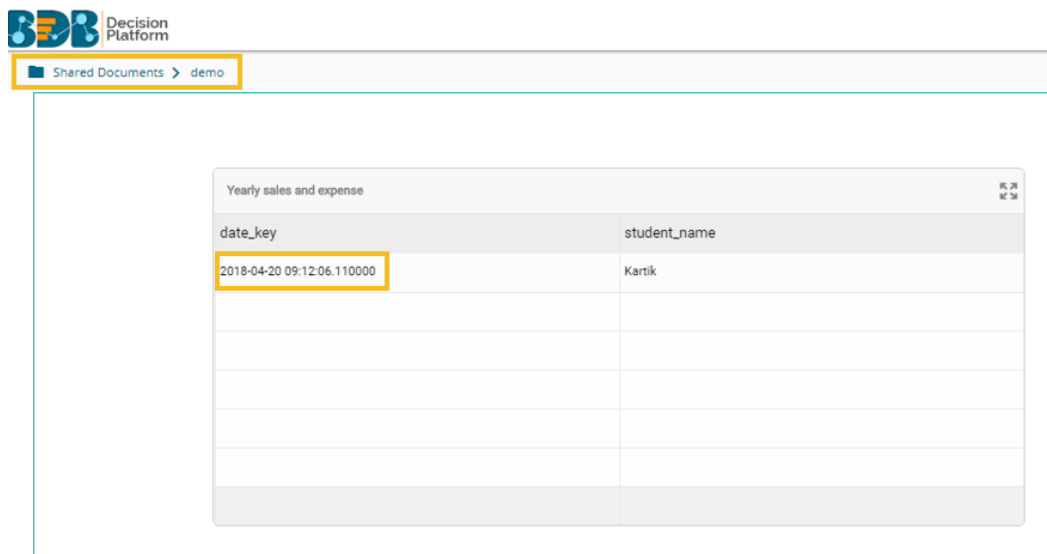 BDB Decision
Platform
Shared Documents > demo
Yearly sales and expense
date_key student_name
2018-04-20 09:12:06.110000 Kartik